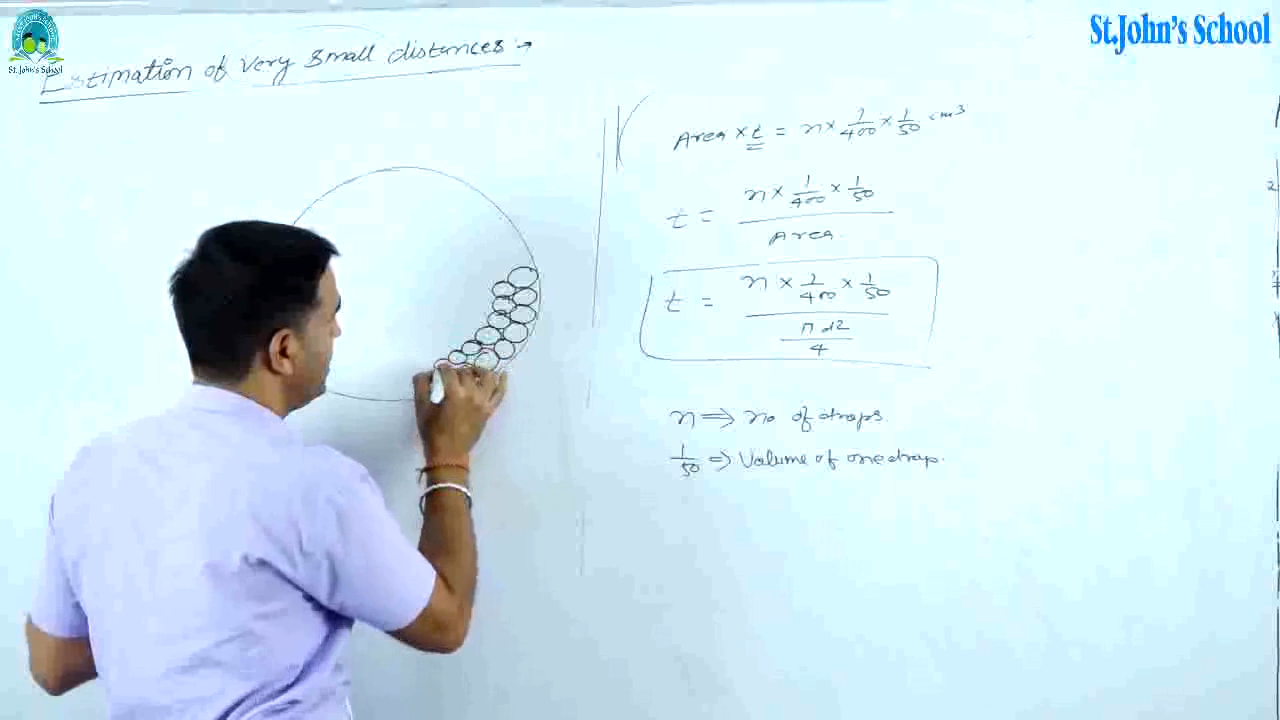 St. John's School
St.John's School
Estimation of very small distances :→
Area × t = n × 1/400 × 1/50 cm³
t = n × 1/400 × 1/50 / Area
t = n × 1/400 × 1/50 / πd²/4
n ⟹ no of drops.
1/50 ⟹ Volume of one drop.